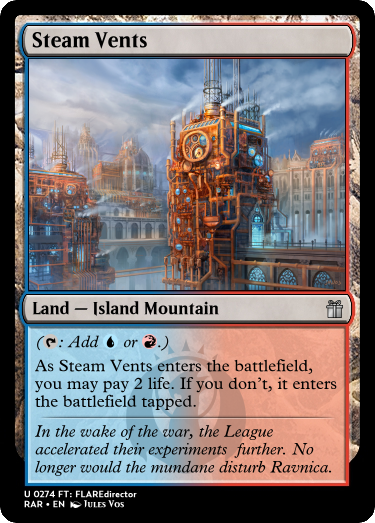 Steam Vents
Land — Island Mountain
(: Add or .)
As Steam Vents enters the battlefield,
you may pay 2 life. If you don't, it enters
the battlefield tapped.
In the wake of the war, the League
accelerated their experiments further. No
longer would the mundane disturb Ravnica.
U 0274 FT: FLAREdirector
RAR • EN Jules Vos